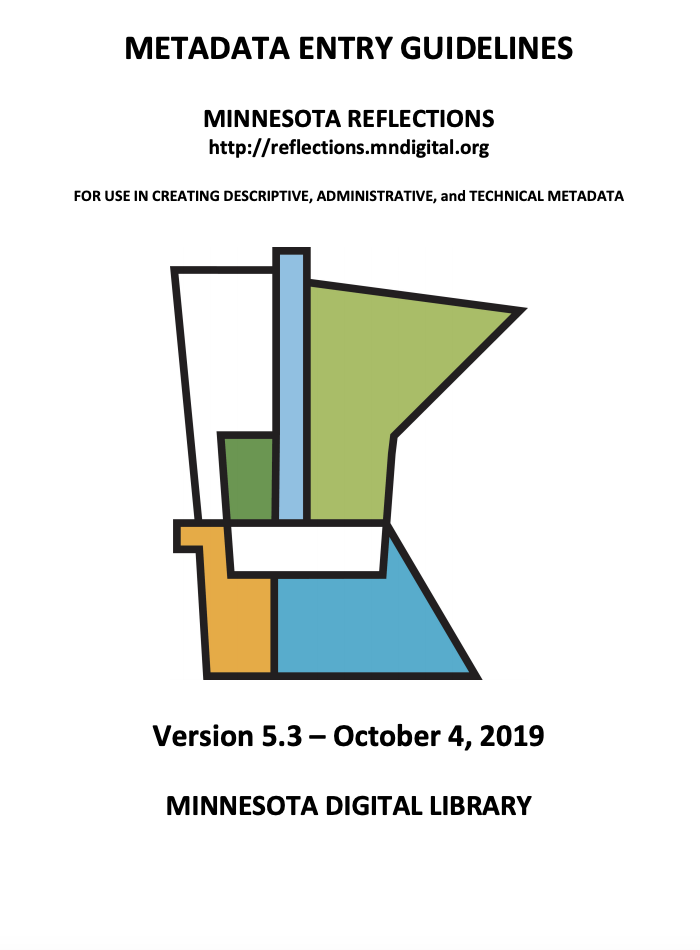 METADATA ENTRY GUIDELINES
MINNESOTA REFLECTIONS
http://reflections.mndigital.org
FOR USE IN CREATING DESCRIPTIVE, ADMINISTRATIVE, and TECHNICAL METADATA
Version 5.3 – October 4, 2019
MINNESOTA DIGITAL LIBRARY